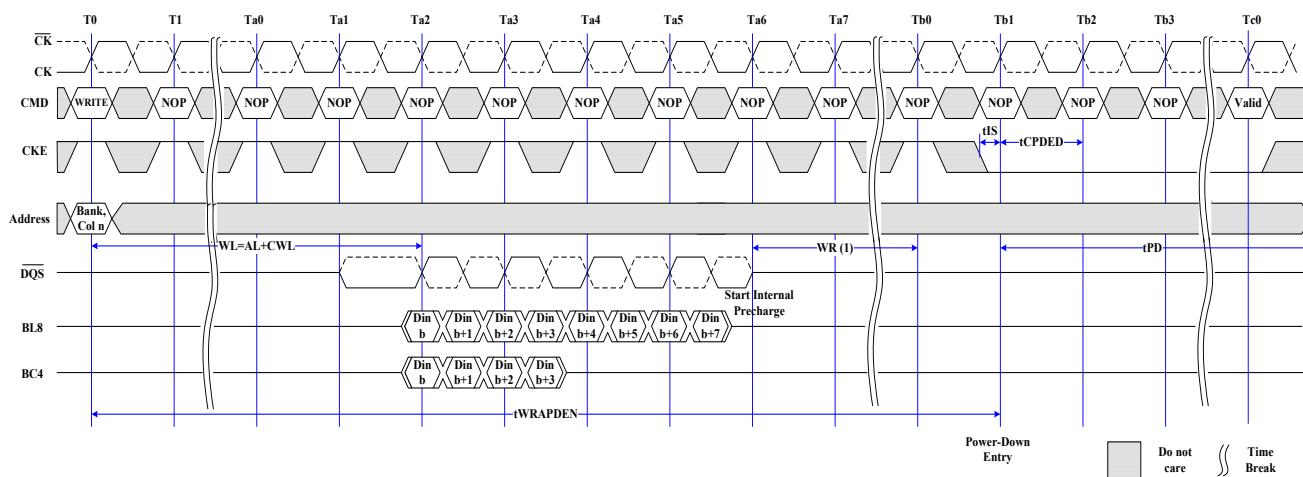 T0 T1 Ta0 Ta1 Ta2 Ta3 Ta4 Ta5 Ta6 Ta7 Tb0 Tb1 Tb2 Tb3 Tc0
CK
CK
CMD WRITE NOP NOP NOP NOP NOP NOP NOP NOP NOP NOP NOP NOP NOP Valid
tIS tCPDED
CKE
Address Bank,
Col n
WL=AL+CWL WR (1) tPD
DQS
Start Internal
Precharge
BL8 Din Din Din Din Din Din Din Din
b b+1 b+2 b+3 b+4 b+5 b+6 b+7
BC4 Din Din Din Din
b b+1 b+2 b+3
tWRAPDEN
Power-Down
Entry
Do not
care
Time
Break